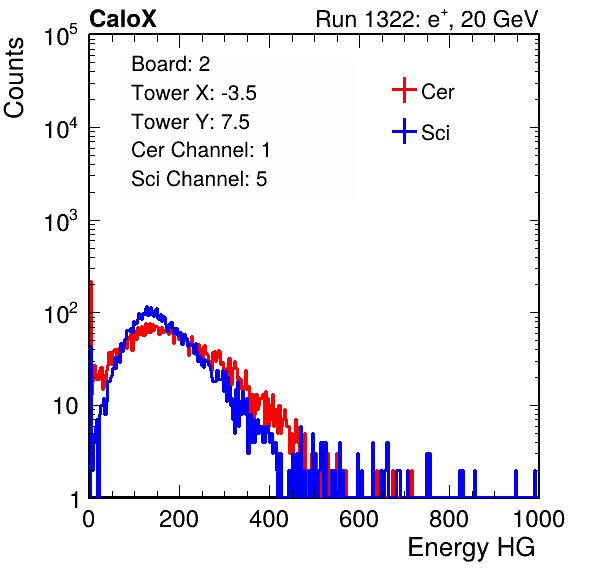 CaloX Run 1322: e⁺, 20 GeV
Counts
10⁵
10⁴
10³
10²
10
1
Board: 2
Tower X: -3.5
Tower Y: 7.5
Cer Channel: 1
Sci Channel: 5
Cer
Sci
0 200 400 600 800 1000
Energy HG